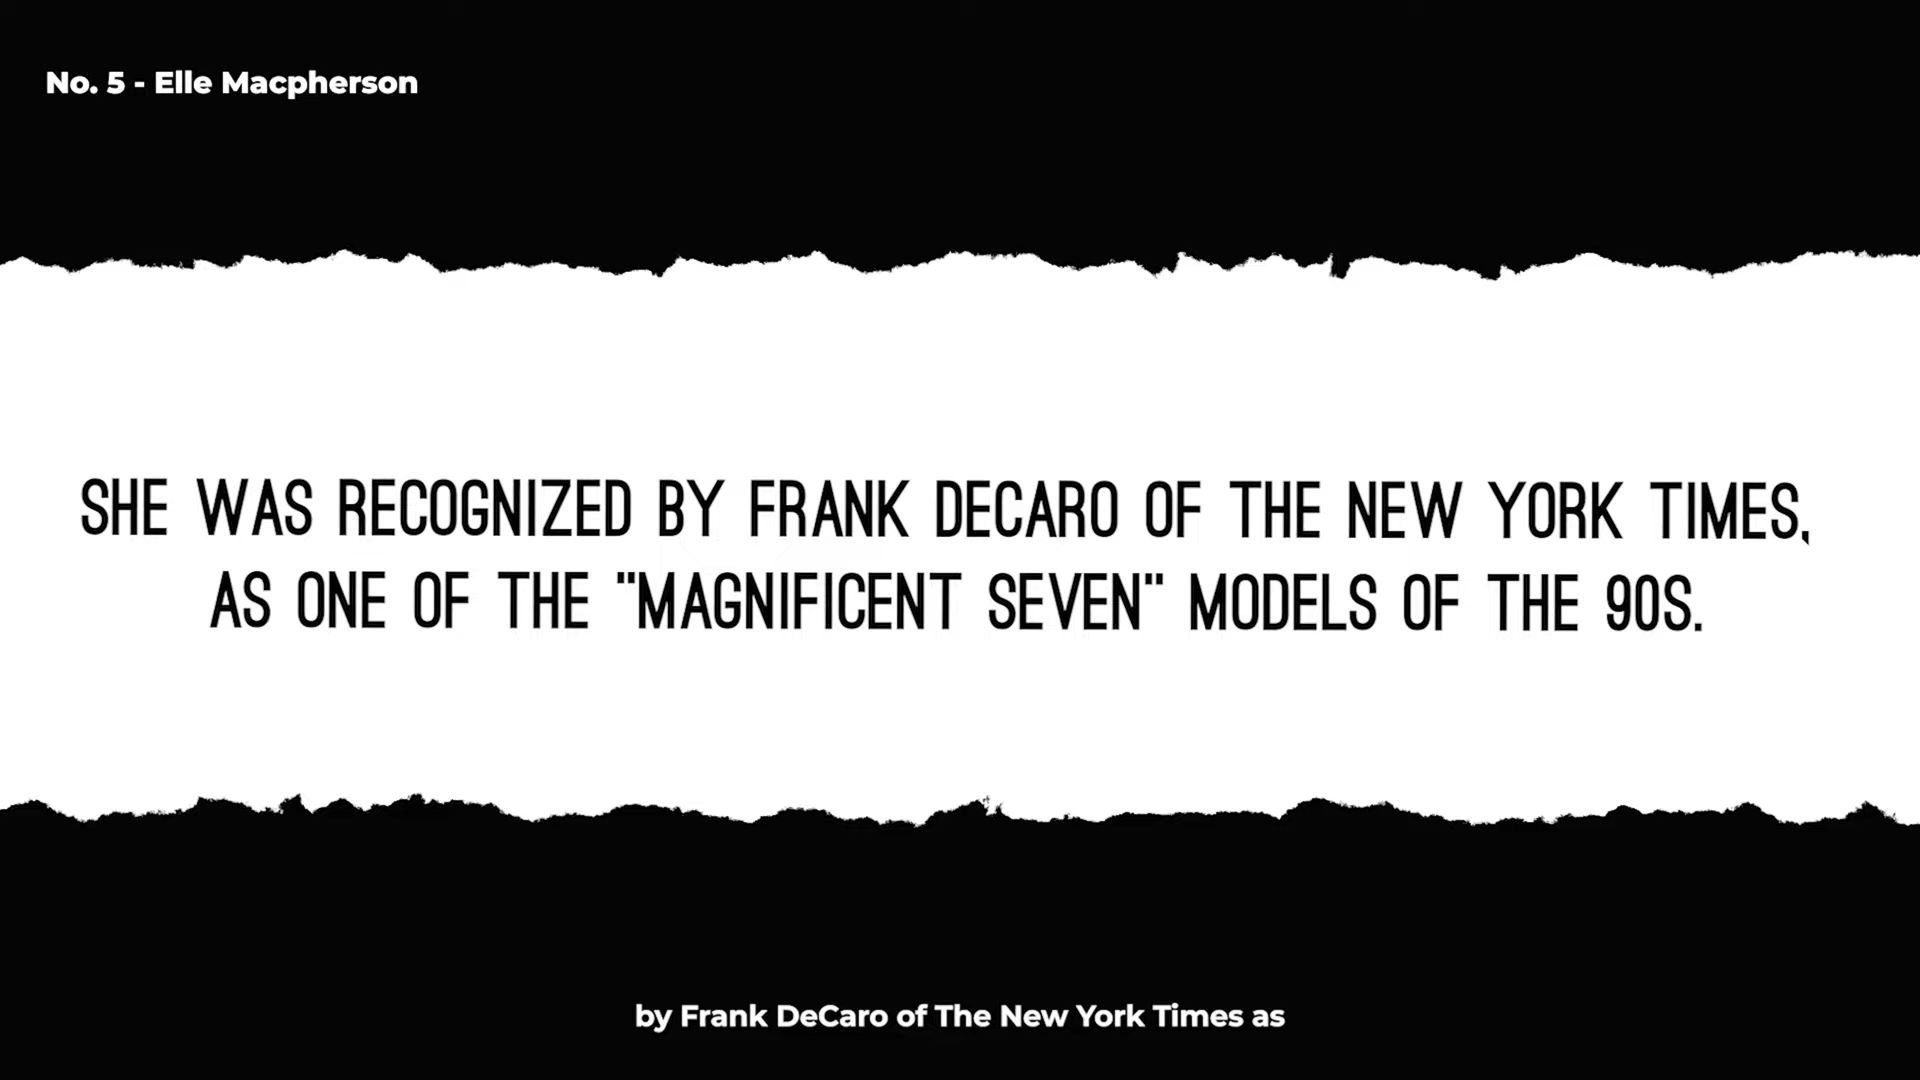 No. 5 - Elle Macpherson
SHE WAS RECOGNIZED BY FRANK DECARO OF THE NEW YORK TIMES,
AS ONE OF THE "MAGNIFICENT SEVEN" MODELS OF THE 90S.
by Frank DeCaro of The New York Times as